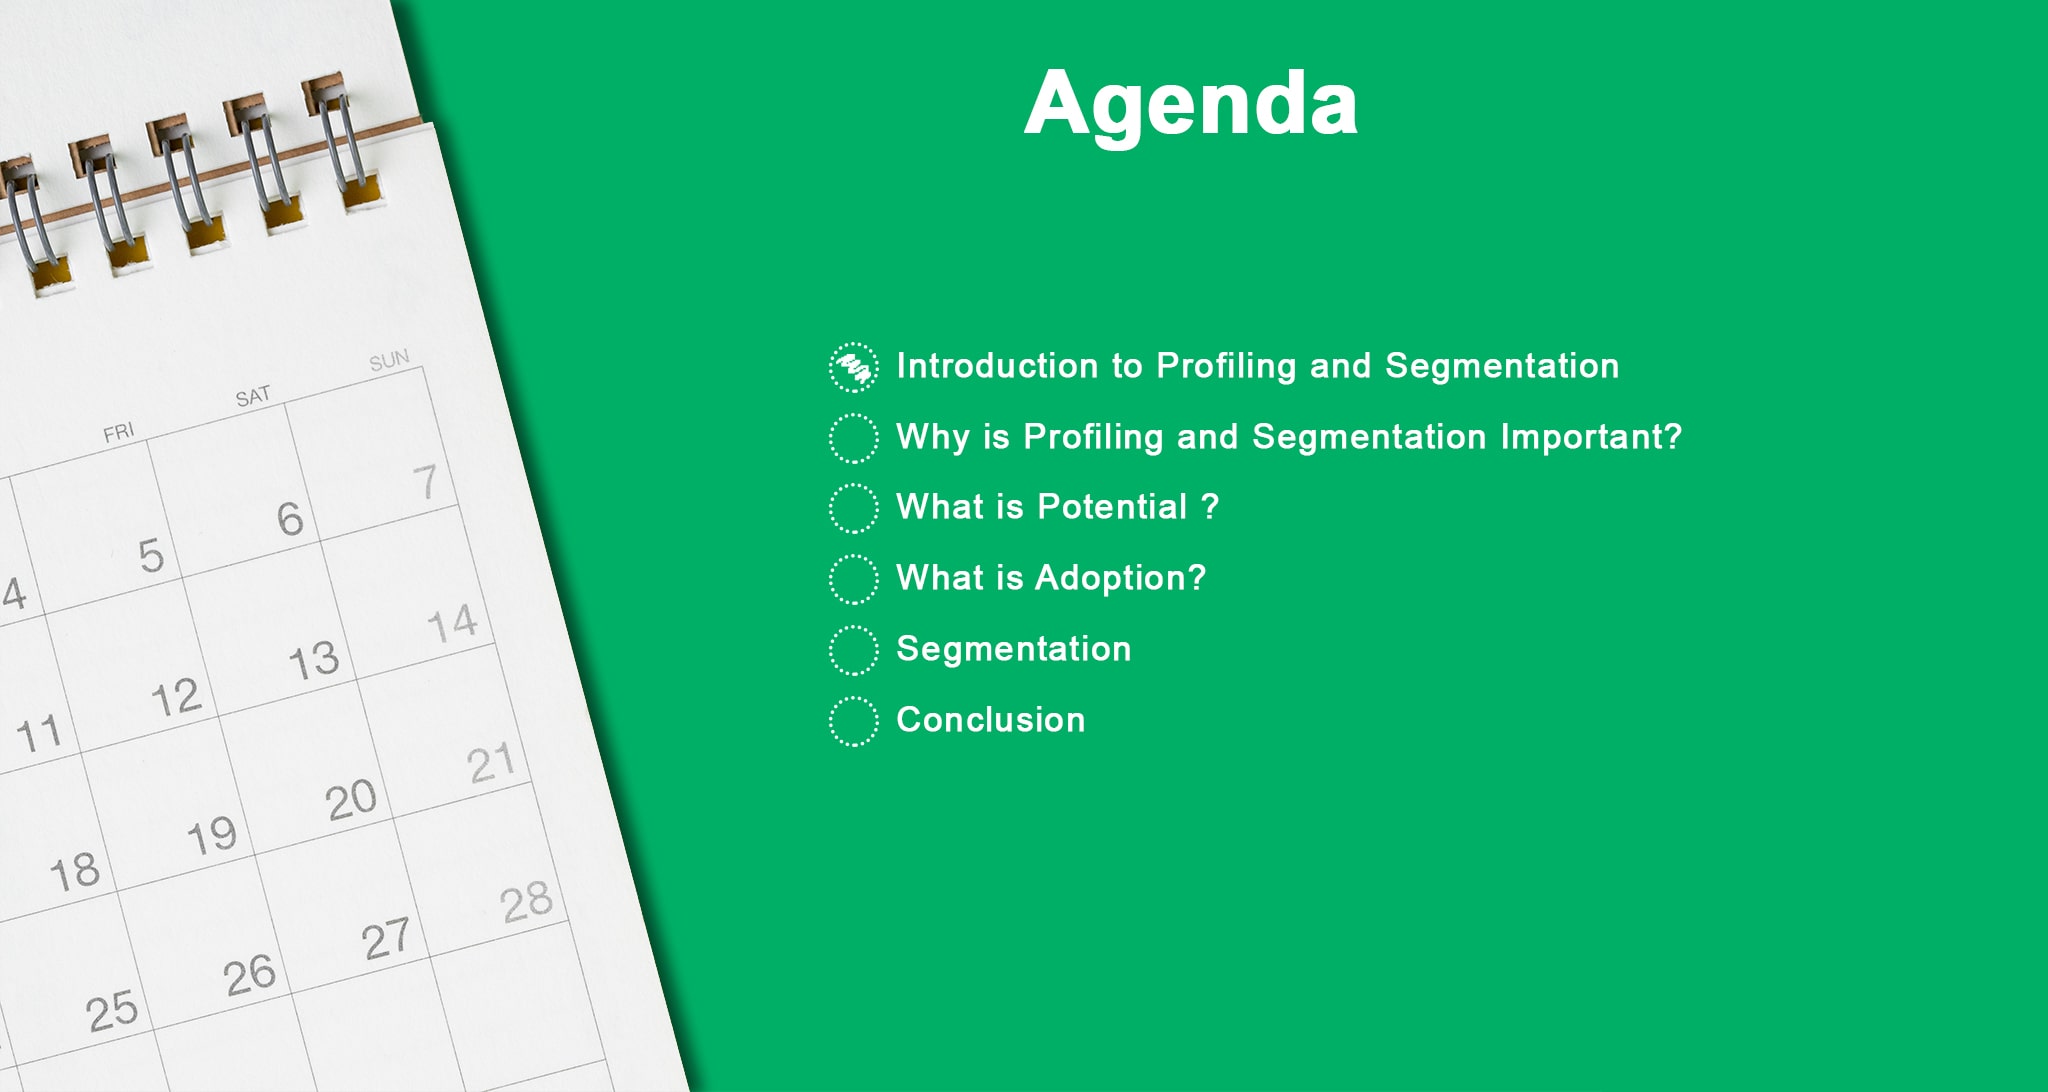 Agenda
Introduction to Profiling and Segmentation
Why is Profiling and Segmentation Important?
What is Potential ?
What is Adoption?
Segmentation
Conclusion
FRI SAT SUN
4 5 6 7
11 12 13 14
18 19 20 21
25 26 27 28